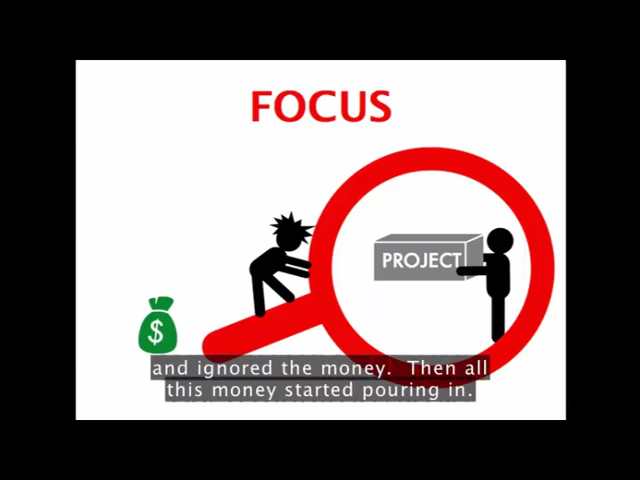 FOCUS
PROJECT
$
and ignored the money. Then all
this money started pouring in.